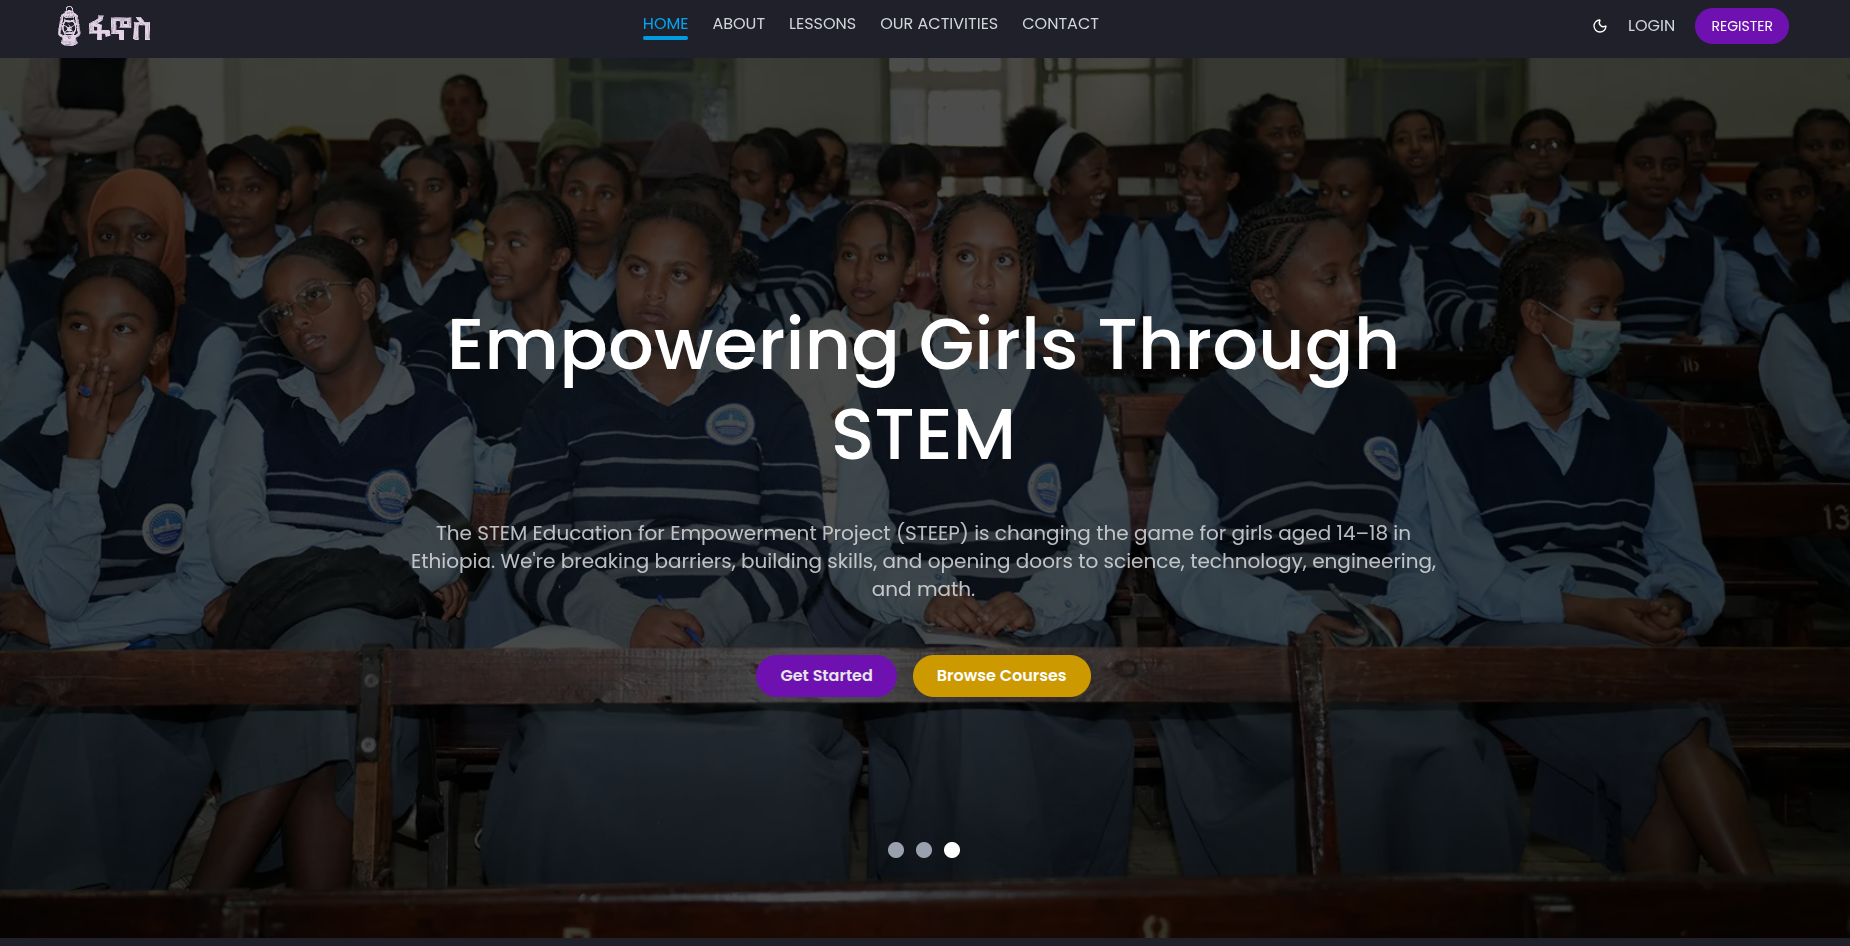 ፋኖስ
HOME ABOUT LESSONS OUR ACTIVITIES CONTACT
LOGIN REGISTER
Empowering Girls Through
STEM
The STEM Education for Empowerment Project (STEEP) is changing the game for girls aged 14–18 in
Ethiopia. We're breaking barriers, building skills, and opening doors to science, technology, engineering,
and math.
Get Started Browse Courses
16
13